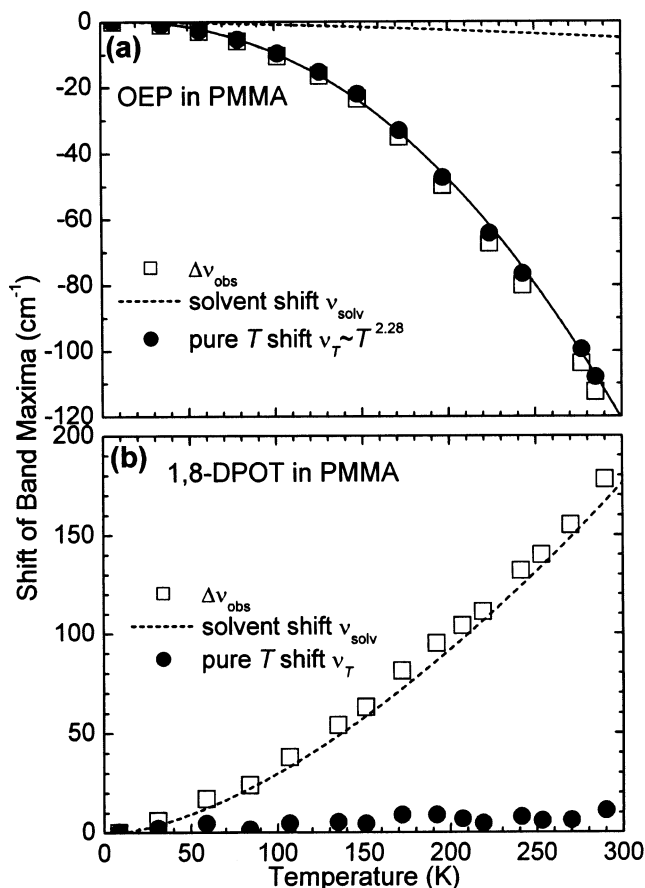 0
(a)
-20
OEP in PMMA
-40
-60
□ Δν_obs
-80
solvent shift ν_solv
● pure T shift ν_T~T^2.28
-100
-120
Shift of Band Maxima (cm^-1)
200
(b)
1,8-DPOT in PMMA
150
□ Δν_obs
solvent shift ν_solv
100
● pure T shift ν_T
50
0
0 50 100 150 200 250 300
Temperature (K)